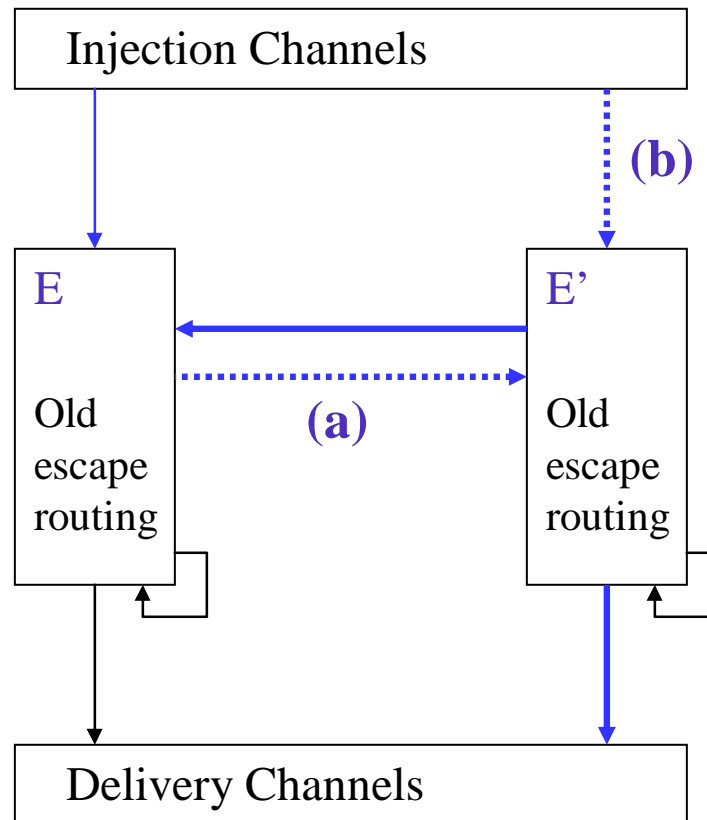 Injection Channels
(b)
E
E’
Old
escape
routing
(a)
Old
escape
routing
Delivery Channels